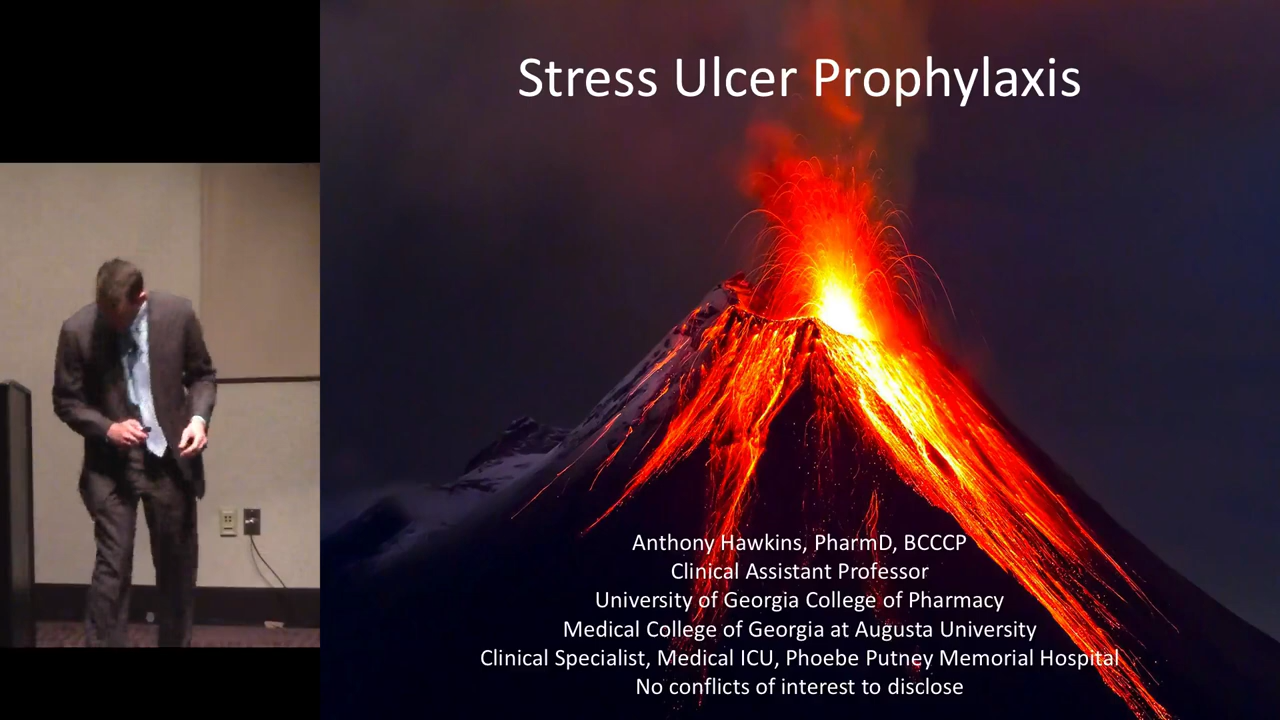 Stress Ulcer Prophylaxis
Anthony Hawkins, PharmD, BCCCP
Clinical Assistant Professor
University of Georgia College of Pharmacy
Medical College of Georgia at Augusta University
Clinical Specialist, Medical ICU, Phoebe Putney Memorial Hospital
No conflicts of interest to disclose